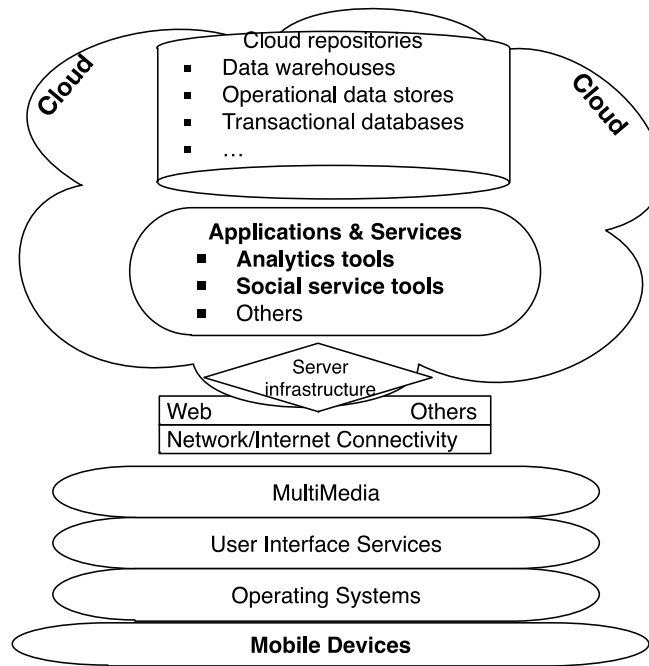 Cloud repositories
▪ Data warehouses
▪ Operational data stores
▪ Transactional databases
▪ …
Cloud
Cloud
Applications & Services
▪ Analytics tools
▪ Social service tools
▪ Others
Server
infrastructure
Web Others
Network/Internet Connectivity
MultiMedia
User Interface Services
Operating Systems
Mobile Devices